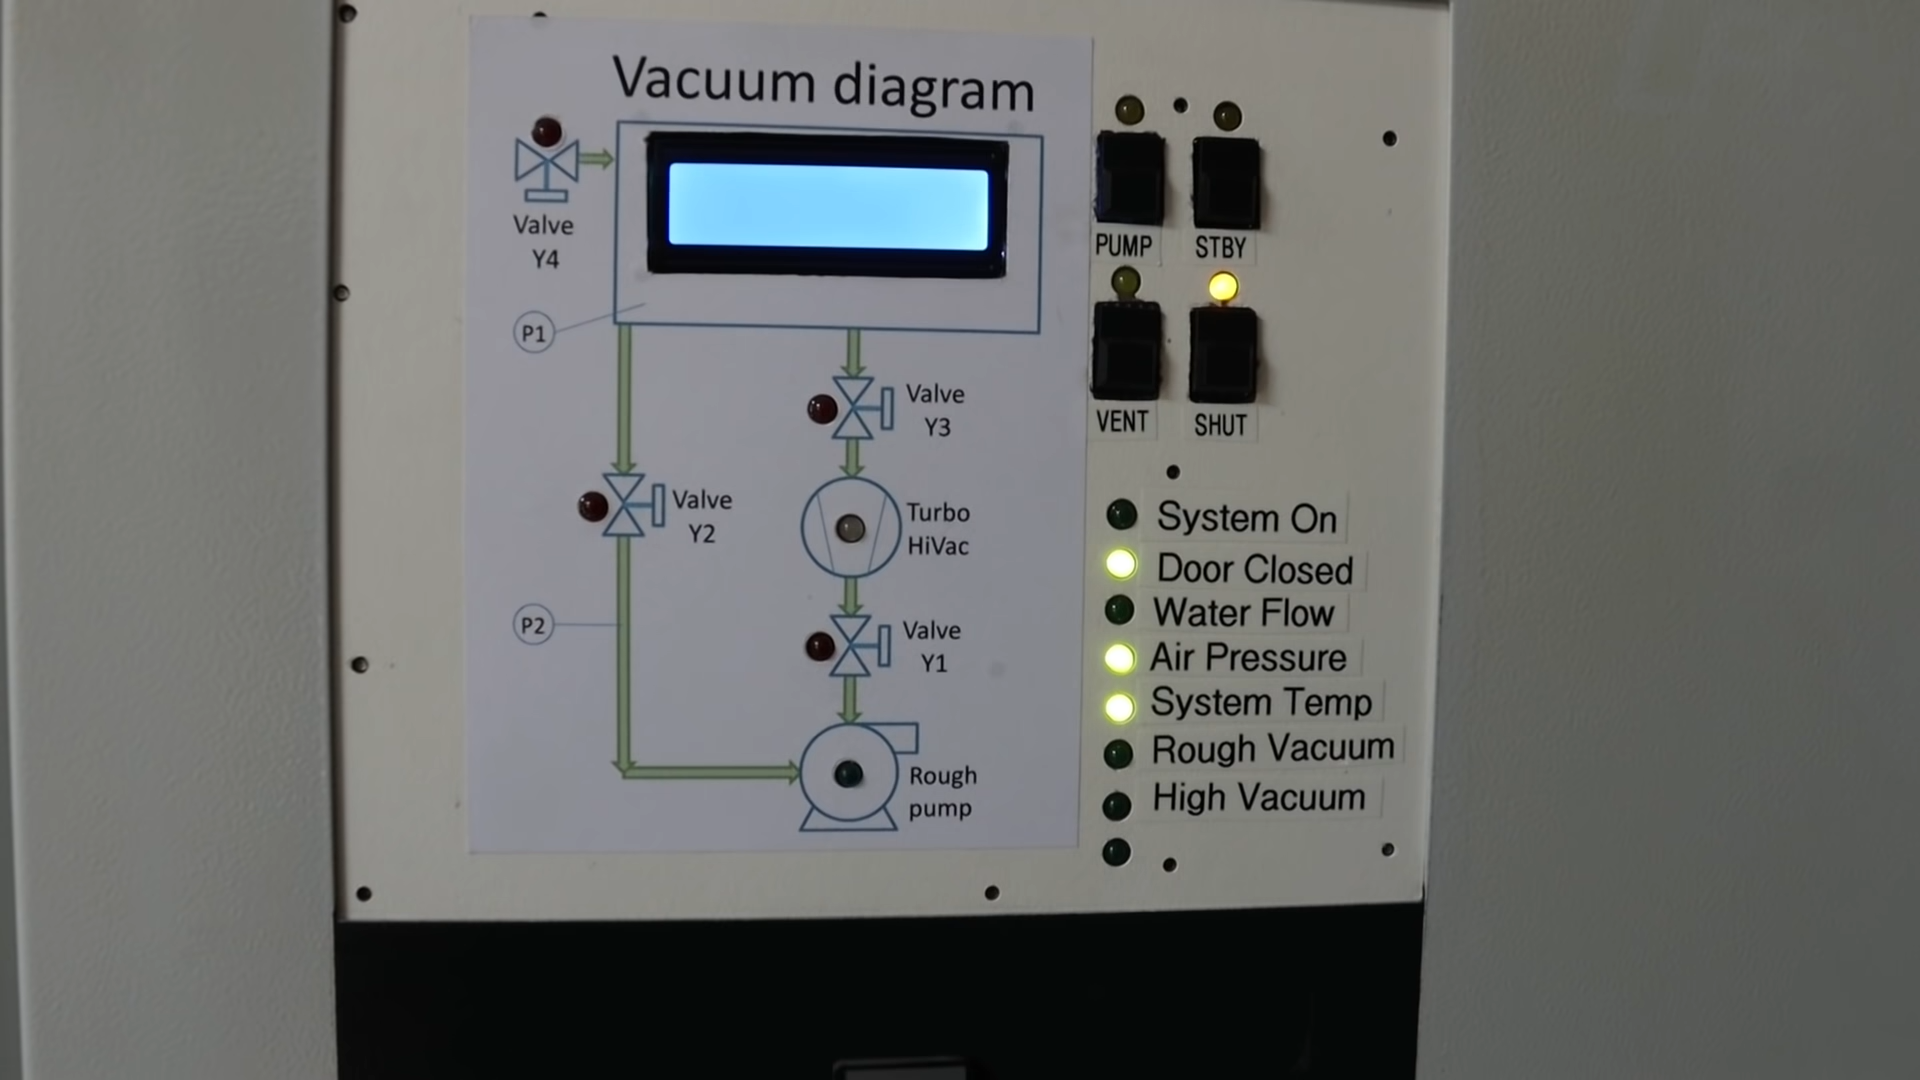 Vacuum diagram
Valve
Y4
P1
Valve
Y3
Valve
Y2
Turbo
HiVac
P2
Valve
Y1
Rough
pump
PUMP
STBY
VENT
SHUT
System On
Door Closed
Water Flow
Air Pressure
System Temp
Rough Vacuum
High Vacuum